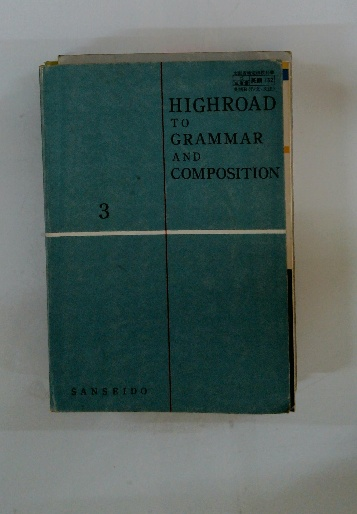 HIGHROAD
TO
GRAMMAR
AND
COMPOSITION
3
SANSEIDO